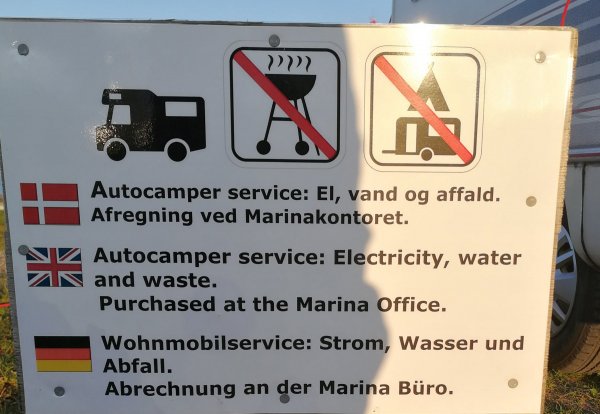 Autocamper service: El, vand og affald.
Afregning ved Marinakontoret.
Autocamper service: Electricity, water
and waste.
Purchased at the Marina Office.
Wohnmobilservice: Strom, Wasser und
Abfall.
Abrechnung an der Marina Büro.